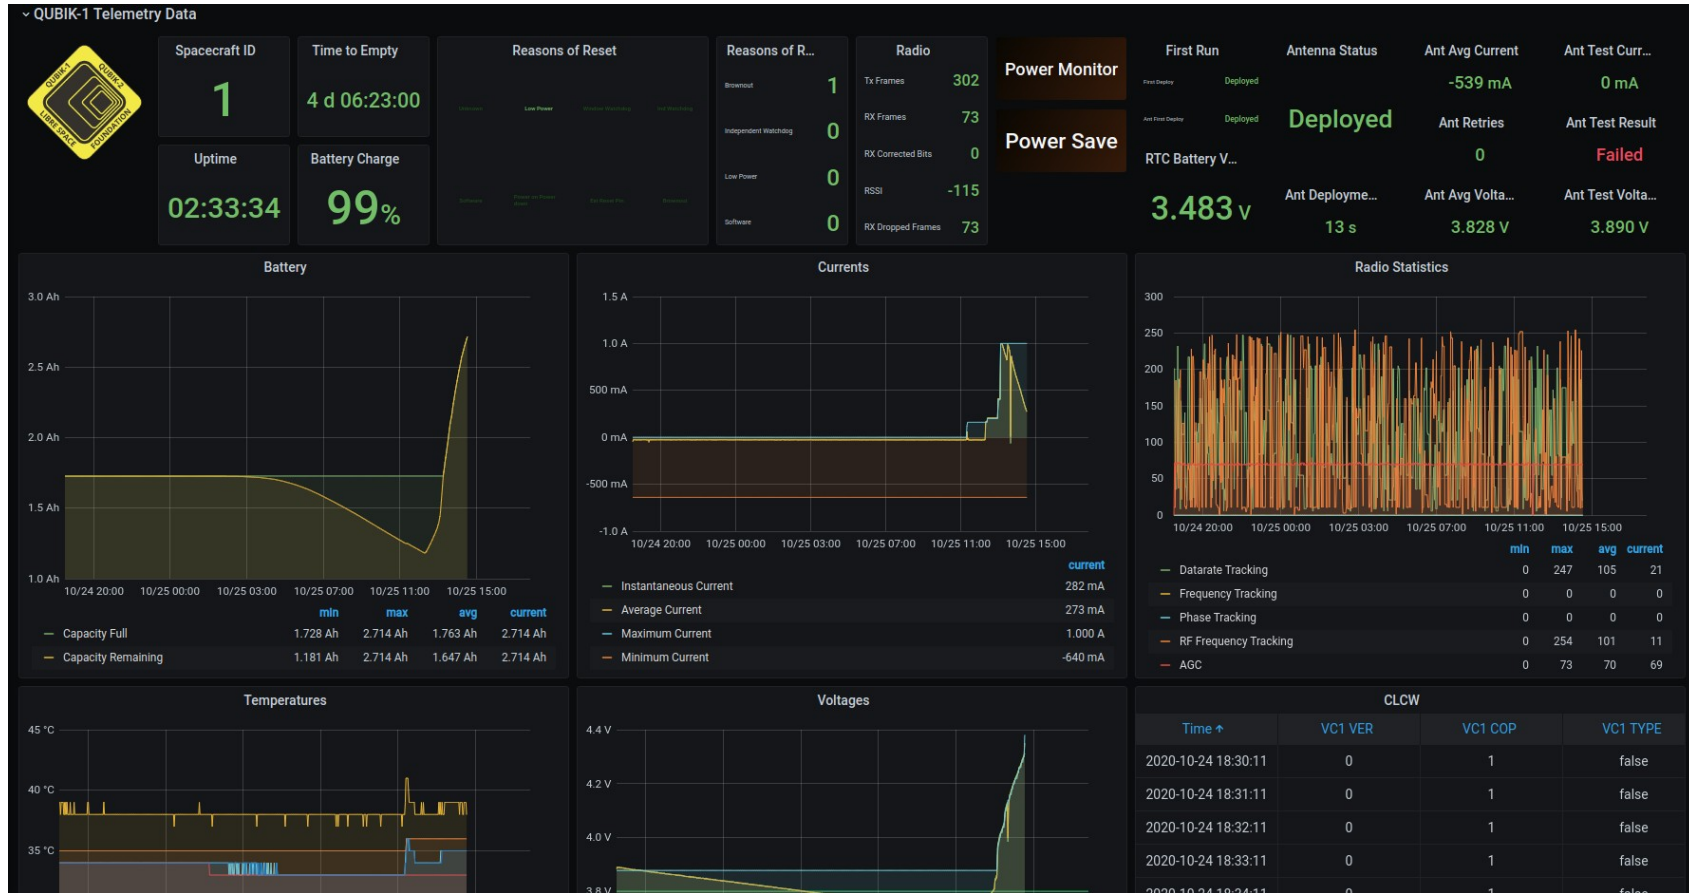 QUBIK-1 Telemetry Data
QUBIK-1
QUBIK-2
LIBRE SPACE
FOUNDATION
Spacecraft ID
1
Time to Empty
4 d 06:23:00
Uptime
02:33:34
Battery Charge
99%
Reasons of Reset
Unknown
Low Power
Window Watchdog
Ind Watchdog
Software
Brownout
Reasons of R...
Brownout 1
Independent Watchdog 0
Low Power 0
Software 0
Radio
Tx Frames 302
RX Frames 73
RX Corrected Bits 0
RSSI -115
RX Dropped Frames 73
Power Monitor
Power Save
First Run
First Deploy Deployed
Ant First Deploy Deployed
RTC Battery V...
3.483 V
Antenna Status
Deployed
Ant Deployme...
13 s
Ant Avg Current
-539 mA
Ant Retries
0
Ant Avg Volta...
3.828 V
Ant Test Curr...
0 mA
Ant Test Result
Failed
Ant Test Volta...
3.890 V
Battery
3.0 Ah
2.5 Ah
2.0 Ah
1.5 Ah
1.0 Ah
10/24 20:00 10/25 00:00 10/25 03:00 10/25 07:00 10/25 11:00 10/25 15:00
min max avg current
Capacity Full 1.728 Ah 2.714 Ah 1.763 Ah 2.714 Ah
Capacity Remaining 1.181 Ah 2.714 Ah 1.647 Ah 2.714 Ah
Currents
1.5 A
1.0 A
500 mA
0 mA
-500 mA
-1.0 A
10/24 20:00 10/25 00:00 10/25 03:00 10/25 07:00 10/25 11:00 10/25 15:00
current
Instantaneous Current 282 mA
Average Current 273 mA
Maximum Current 1.000 A
Minimum Current -640 mA
Radio Statistics
300
250
200
150
100
50
0
10/24 20:00 10/25 00:00 10/25 03:00 10/25 07:00 10/25 11:00 10/25 15:00
min max avg current
Datarate Tracking 0 247 105 21
Frequency Tracking 0 0 0 0
Phase Tracking 0 0 0 0
RF Frequency Tracking 0 254 101 11
AGC 0 73 70 69
Temperatures
45 °C
40 °C
35 °C
Voltages
4.4 V
4.2 V
4.0 V
3.8 V
CLCW
Time ↑ VC1 VER VC1 COP VC1 TYPE
2020-10-24 18:30:11 0 1 false
2020-10-24 18:31:11 0 1 false
2020-10-24 18:32:11 0 1 false
2020-10-24 18:33:11 0 1 false
2020-10-24 18:34:11 0 1 false